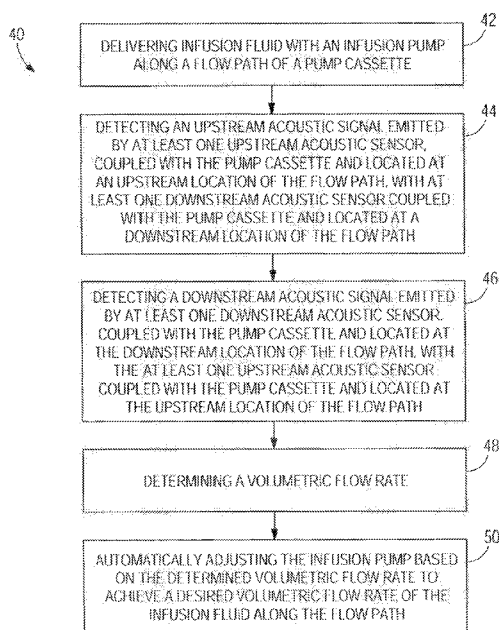 40
42
DELIVERING INFUSION FLUID WITH AN INFUSION PUMP
ALONG A FLOW PATH OF A PUMP CASSETTE
44
DETECTING AN UPSTREAM ACOUSTIC SIGNAL EMITTED
BY AT LEAST ONE UPSTREAM ACOUSTIC SENSOR,
COUPLED WITH THE PUMP CASSETTE AND LOCATED AT
AN UPSTREAM LOCATION OF THE FLOW PATH, WITH AT
LEAST ONE DOWNSTREAM ACOUSTIC SENSOR COUPLED
WITH THE PUMP CASSETTE AND LOCATED AT A
DOWNSTREAM LOCATION OF THE FLOW PATH
46
DETECTING A DOWNSTREAM ACOUSTIC SIGNAL EMITTED
BY AT LEAST ONE DOWNSTREAM ACOUSTIC SENSOR,
COUPLED WITH THE PUMP CASSETTE AND LOCATED AT
THE DOWNSTREAM LOCATION OF THE FLOW PATH, WITH
THE AT LEAST ONE UPSTREAM ACOUSTIC SENSOR
COUPLED WITH THE PUMP CASSETTE AND LOCATED AT
THE UPSTREAM LOCATION OF THE FLOW PATH
48
DETERMINING A VOLUMETRIC FLOW RATE
50
AUTOMATICALLY ADJUSTING THE INFUSION PUMP BASED
ON THE DETERMINED VOLUMETRIC FLOW RATE TO
ACHIEVE A DESIRED VOLUMETRIC FLOW RATE OF THE
INFUSION FLUID ALONG THE FLOW PATH